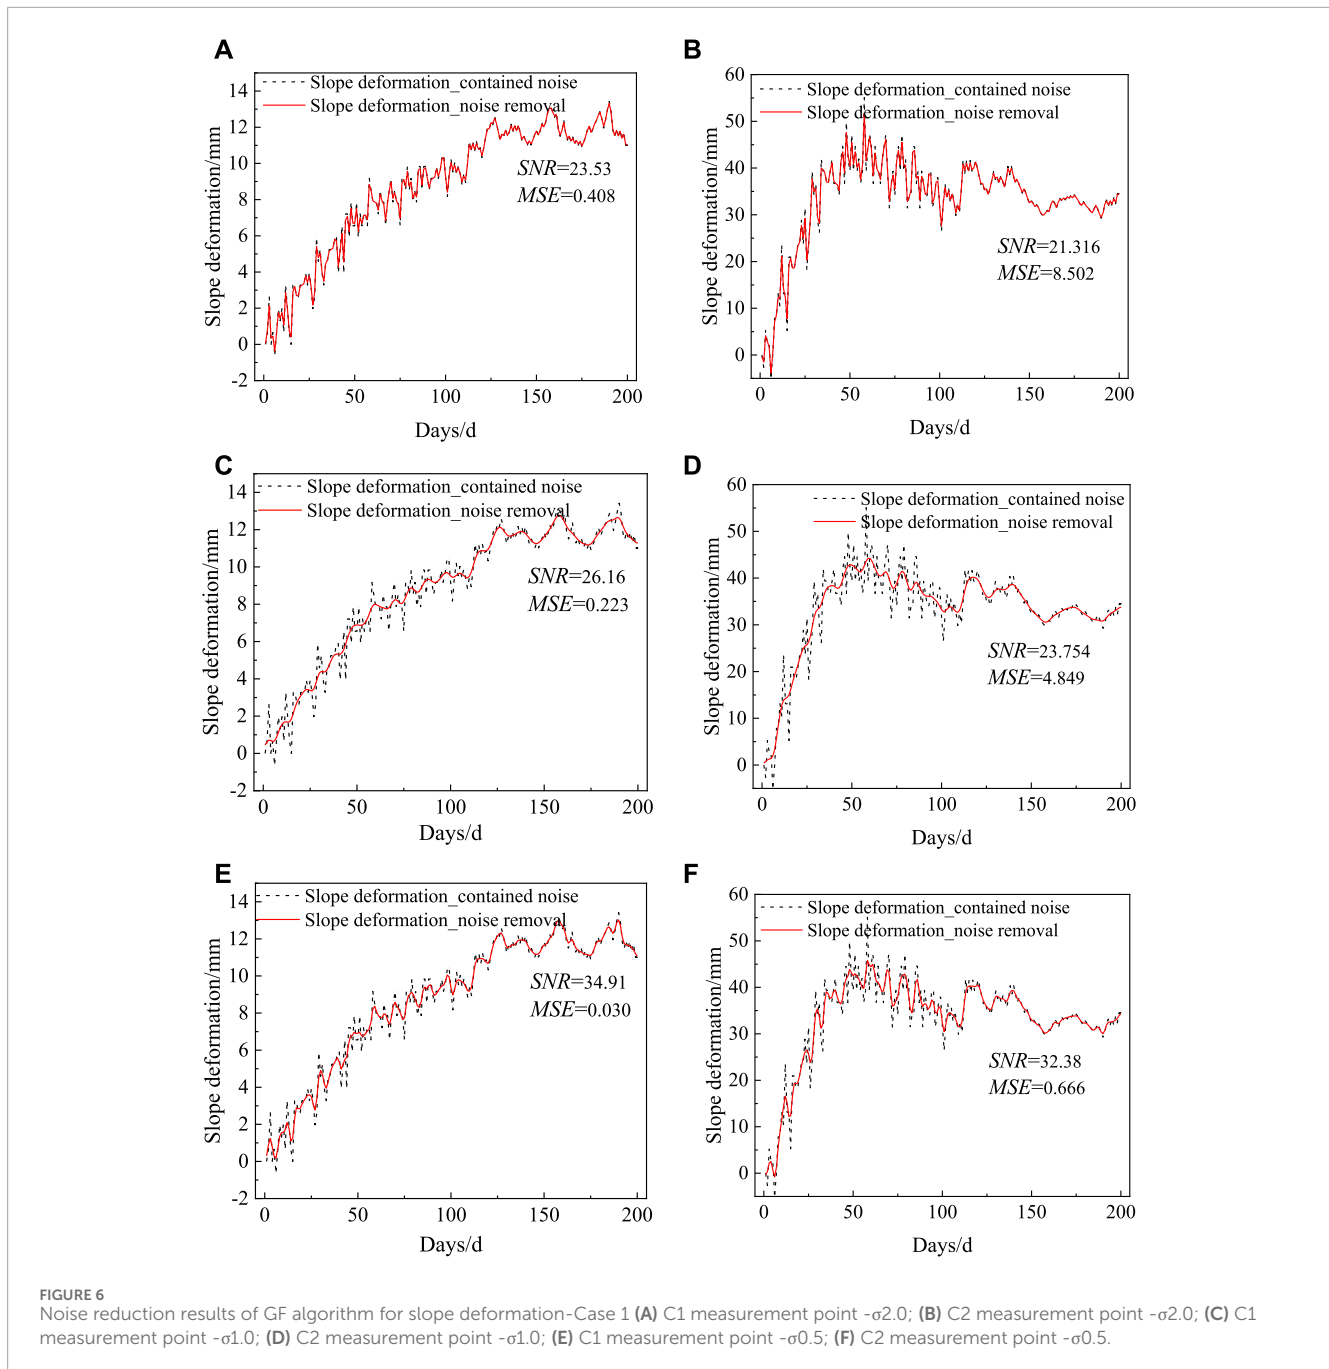 A
Slope deformation_contained noise
Slope deformation_noise removal
SNR=23.53
MSE=0.408
14
12
10
8
6
4
2
0
-2
Slope deformation/mm
0 50 100 150 200
Days/d
B
Slope deformation_contained noise
Slope deformation_noise removal
SNR=21.316
MSE=8.502
60
50
40
30
20
10
0
Slope deformation/mm
0 50 100 150 200
Days/d
C
Slope deformation_contained noise
Slope deformation_noise removal
SNR=26.16
MSE=0.223
14
12
10
8
6
4
2
0
-2
Slope deformation/mm
0 50 100 150 200
Days/d
D
Slope deformation_contained noise
Slope deformation_noise removal
SNR=23.754
MSE=4.849
60
50
40
30
20
10
0
Slope deformation/mm
0 50 100 150 200
Days/d
E
Slope deformation_contained noise
Slope deformation_noise removal
SNR=34.91
MSE=0.030
14
12
10
8
6
4
2
0
-2
Slope deformation/mm
0 50 100 150 200
Days/d
F
Slope deformation_contained noise
Slope deformation_noise removal
SNR=32.38
MSE=0.666
60
50
40
30
20
10
0
Slope deformation/mm
0 50 100 150 200
Days/d
FIGURE 6
Noise reduction results of GF algorithm for slope deformation-Case 1 (A) C1 measurement point -σ2.0; (B) C2 measurement point -σ2.0; (C) C1
measurement point -σ1.0; (D) C2 measurement point -σ1.0; (E) C1 measurement point -σ0.5; (F) C2 measurement point -σ0.5.